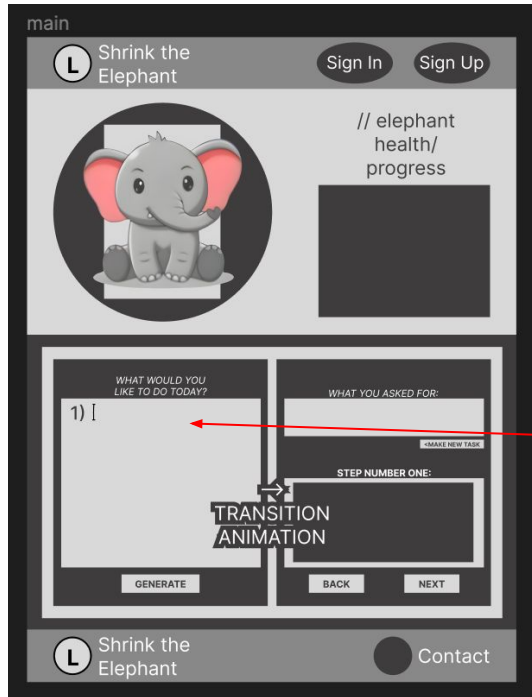 main
L
Shrink the
Elephant
Sign In
Sign Up
// elephant
health/
progress
WHAT WOULD YOU
LIKE TO DO TODAY?
1)
GENERATE
TRANSITION
ANIMATION
WHAT YOU ASKED FOR:
<MAKE NEW TASK
STEP NUMBER ONE:
BACK
NEXT
L
Shrink the
Elephant
Contact